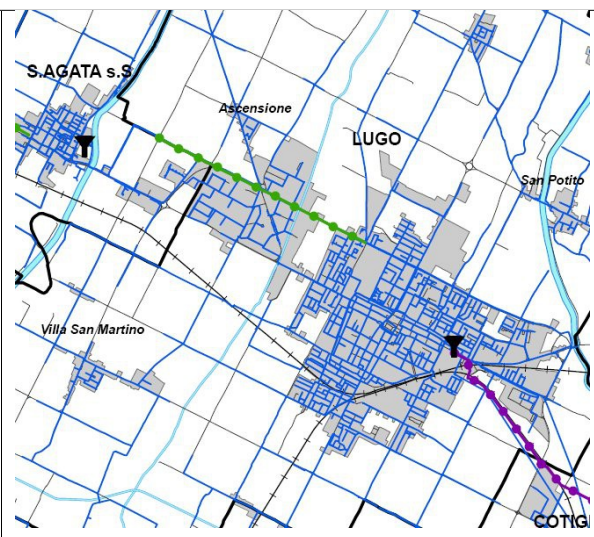 S.AGATA s.S.
Ascensione
LUGO
San Potito
Villa San Martino
COTIG